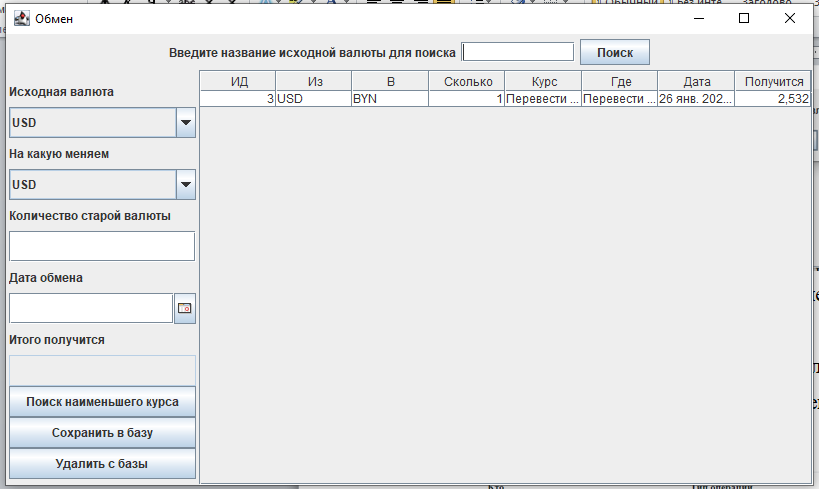 Обмен
Введите название исходной валюты для поиска
Поиск
Исходная валюта
USD
На какую меняем
USD
Количество старой валюты
Дата обмена
Итого получится
Поиск наименьшего курса
Сохранить в базу
Удалить с базы
ИД Из В Сколько Курс Где Дата Получится
3 USD BYN 1 Перевести ... Перевести ... 26 янв. 202... 2,532